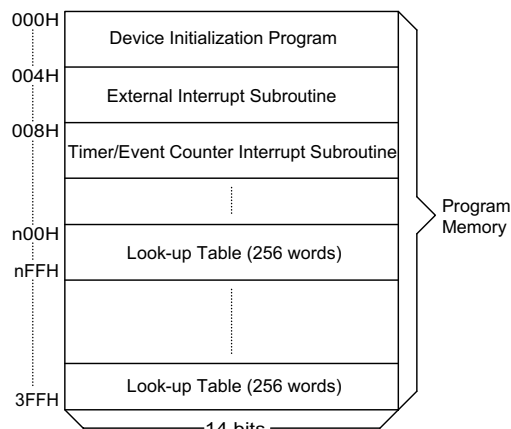 000H
Device Initialization Program
004H
External Interrupt Subroutine
008H
Timer/Event Counter Interrupt Subroutine
n00H
Look-up Table (256 words)
nFFH
Program
Memory
Look-up Table (256 words)
3FFH
14 bits